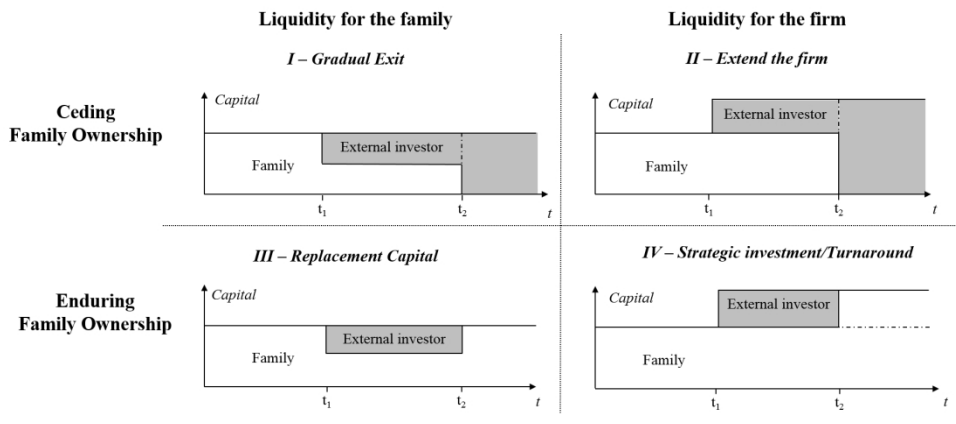 Liquidity for the family
Liquidity for the firm
I – Gradual Exit
II – Extend the firm
Ceding
Family Ownership
Capital
External investor
Family
t1
t2
t
Capital
External investor
Family
t1
t2
t
III – Replacement Capital
IV – Strategic investment/Turnaround
Enduring
Family Ownership
Capital
External investor
Family
t1
t2
t
Capital
External investor
Family
t1
t2
t